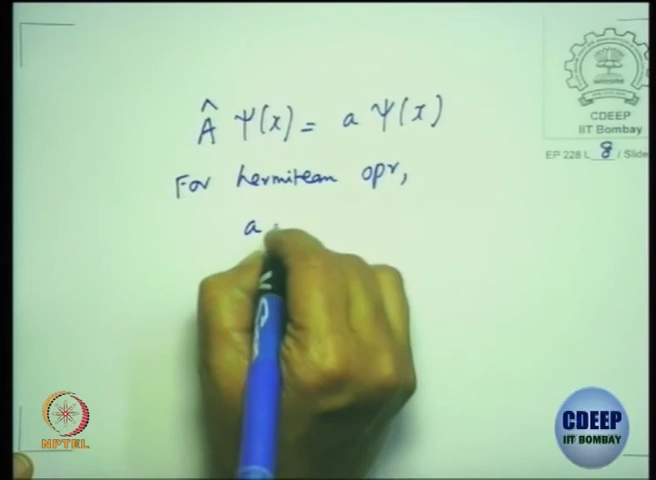 Â Ψ(x) = a Ψ(x)
For hermitean opr,
a
CDEEP
IIT BOMBAY
EP 228 L 8 / Slide
NPTEL
CDEEP
IIT BOMBAY